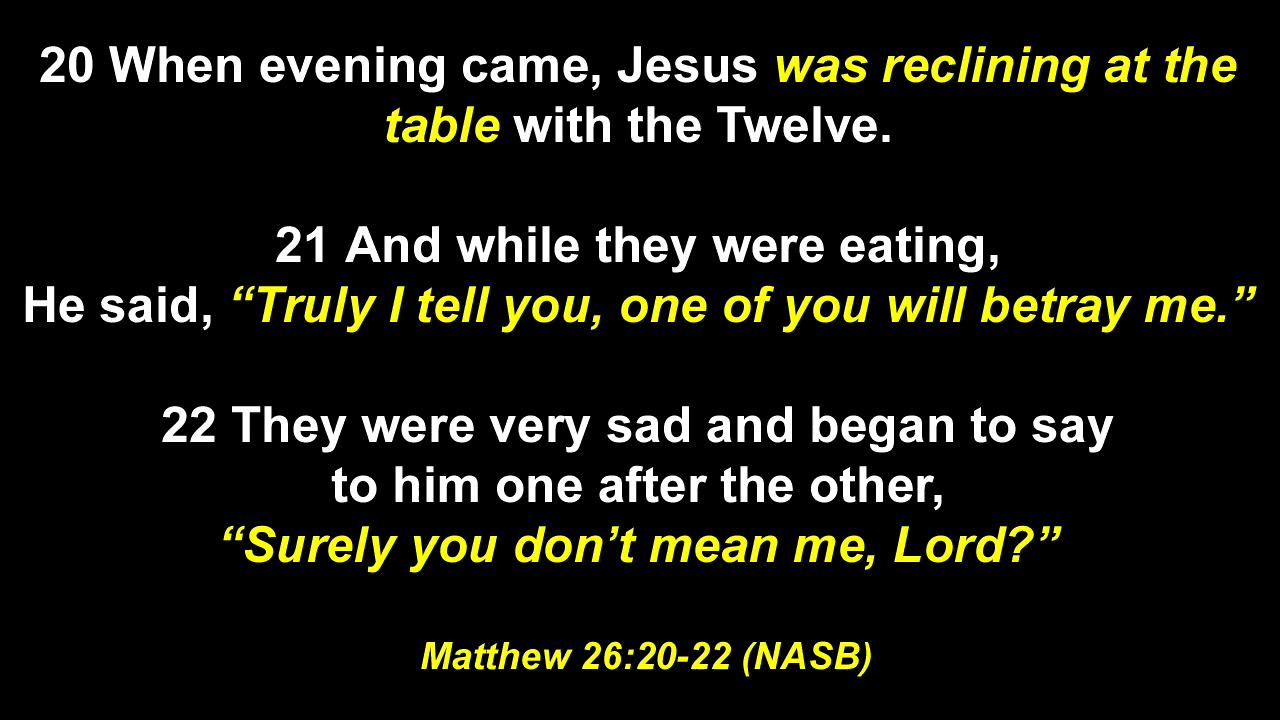 20 When evening came, Jesus was reclining at the
table with the Twelve.
21 And while they were eating,
He said, “Truly I tell you, one of you will betray me.”
22 They were very sad and began to say
to him one after the other,
“Surely you don’t mean me, Lord?”
Matthew 26:20-22 (NASB)